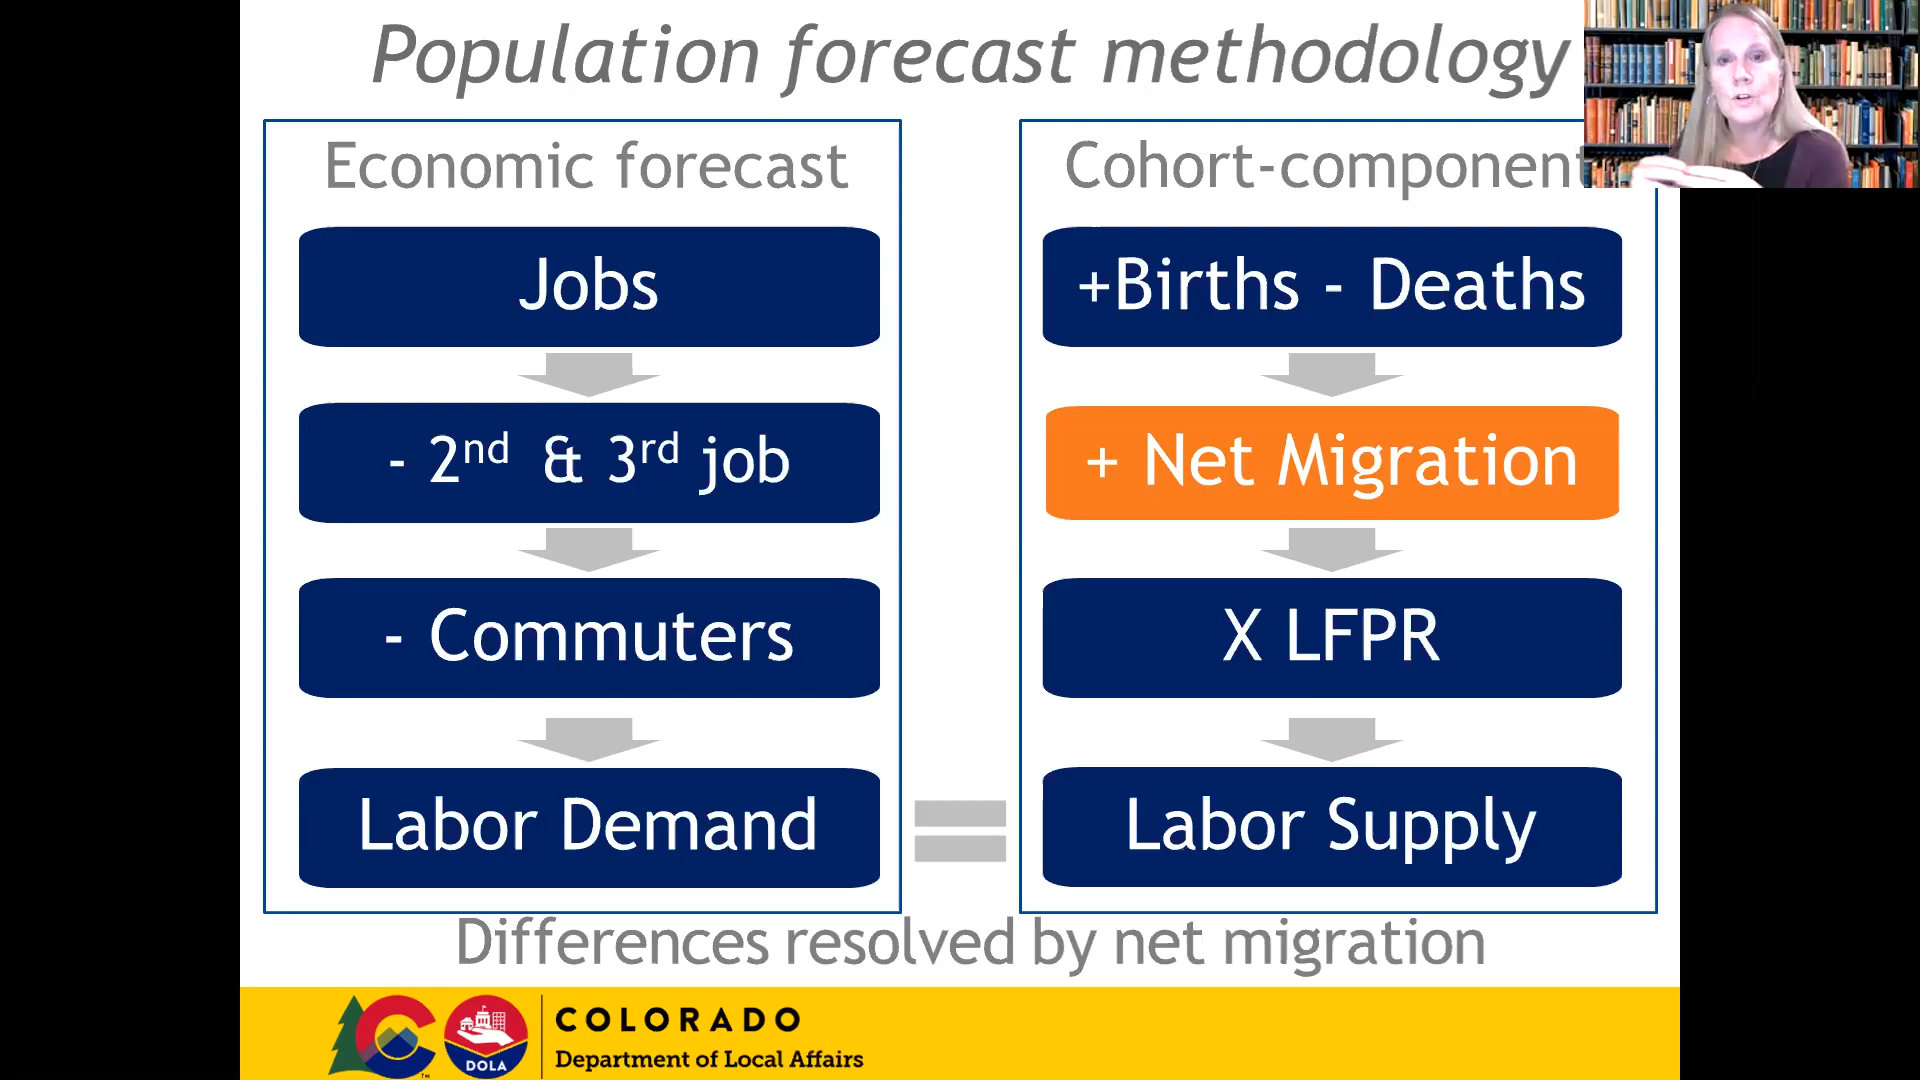 Population forecast methodology
Economic forecast
Jobs
- 2nd & 3rd job
- Commuters
Labor Demand
Cohort-component
+Births - Deaths
+ Net Migration
X LFPR
Labor Supply
Differences resolved by net migration
DOLA
COLORADO
Department of Local Affairs
TM